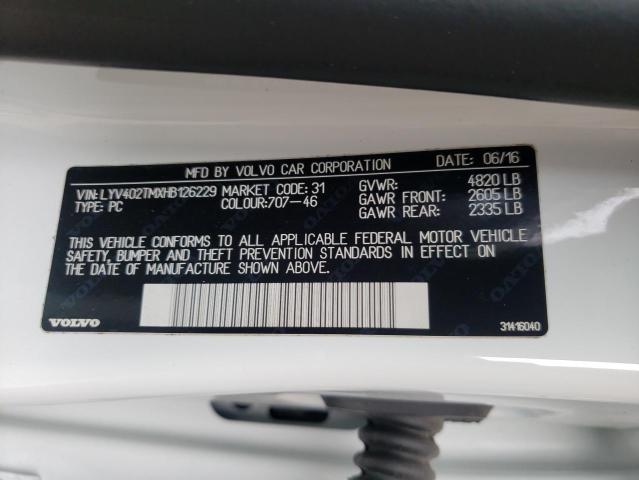 MFD BY VOLVO CAR CORPORATION DATE: 06/16
VIN: LYV402TMXHB126229 MARKET CODE: 31 GVWR: 4820 LB
TYPE: PC COLOUR: 707-46 GAWR FRONT: 2605 LB
GAWR REAR: 2335 LB
THIS VEHICLE CONFORMS TO ALL APPLICABLE FEDERAL MOTOR VEHICLE
SAFETY, BUMPER AND THEFT PREVENTION STANDARDS IN EFFECT ON
THE DATE OF MANUFACTURE SHOWN ABOVE.
VOLVO 31416040